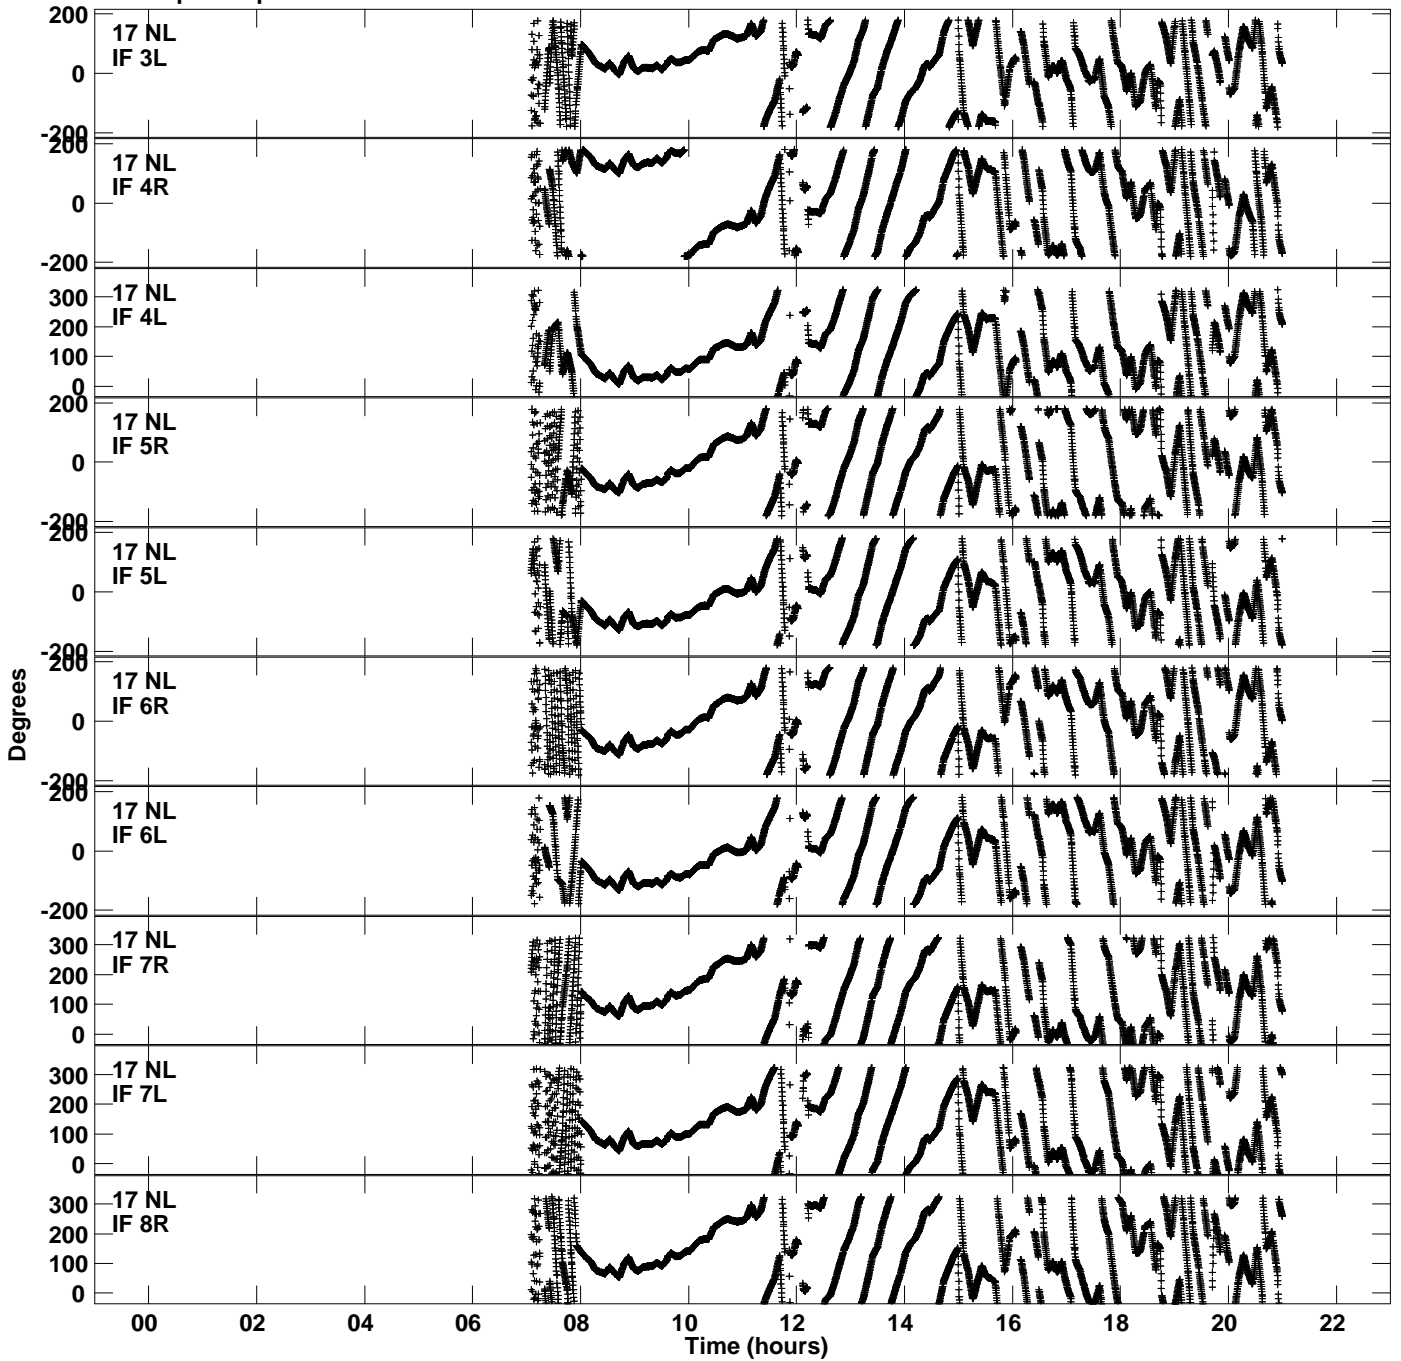 200
17 NL
IF 3L
0
-200
200
17 NL
IF 4R
0
-200
300
17 NL
IF 4L
200
100
0
200
17 NL
IF 5R
0
-200
200
17 NL
IF 5L
0
-200
200
17 NL
IF 6R
0
-200
200
17 NL
IF 6L
0
-200
300
17 NL
IF 7R
200
100
0
300
17 NL
IF 7L
200
100
0
300
17 NL
IF 8R
200
100
0
Degrees
00 02 04 06 08 10 12 14 16 18 20 22
Time (hours)